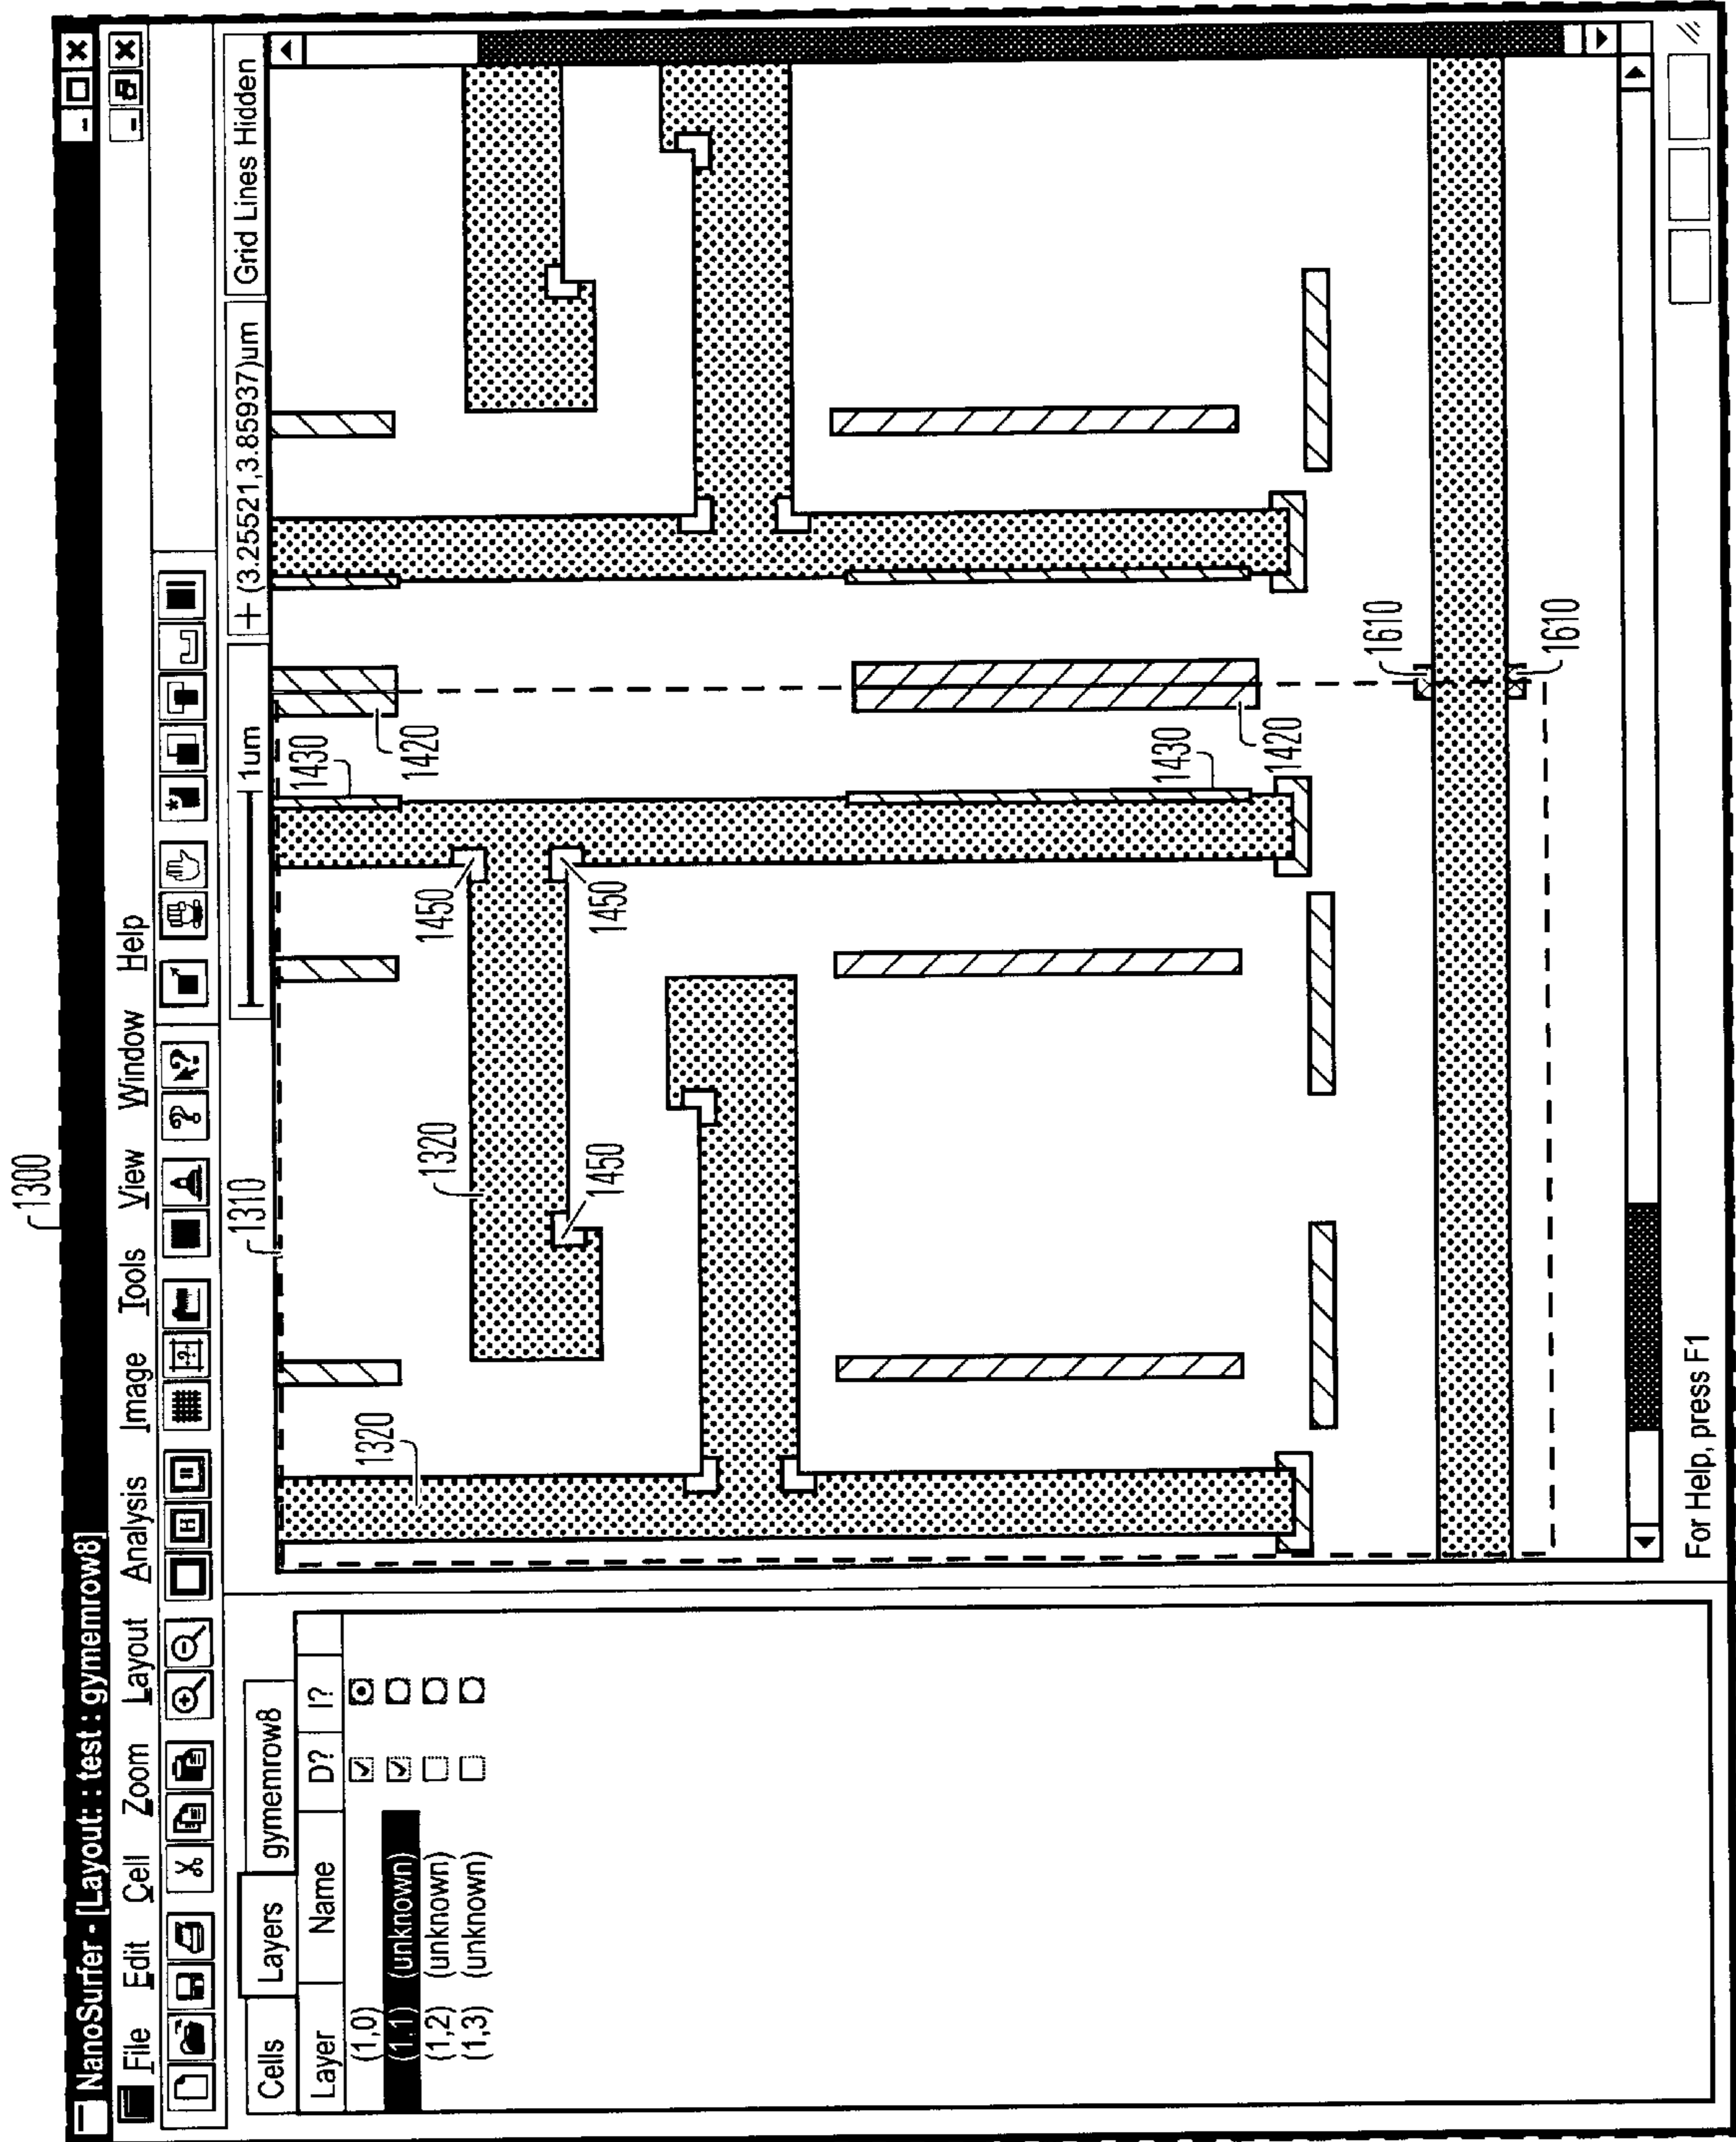 1300
NanoSurfer - [Layout: : test : gymemrow8]
File Edit Cell Zoom Layout Analysis Image Tools View Window Help
1um
+ (3.25521,3.85937)um
Grid Lines Hidden
Cells Layers gymemrow8
Layer Name D? I?
(1,0)
(1,1) (unknown)
(1,2) (unknown)
(1,3) (unknown)
1310
1320
1320
1430
1420
1450
1450
1450
1430
1420
1610
1610
For Help, press F1